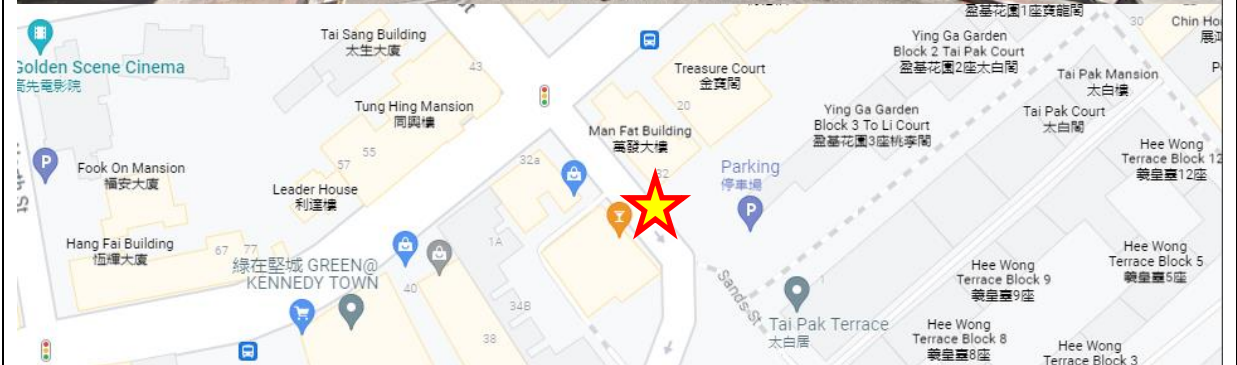 盈基花園1座寶龍閣
30
Chin Ho
展鴻
Tai Sang Building
太生大廈
Ying Ga Garden
Block 2 Tai Pak Court
盈基花園2座太白閣
Golden Scene Cinema
高先電影院
43
Treasure Court
金寶閣
Tai Pak Mansion
太白樓
Tung Hing Mansion
同興樓
20
Ying Ga Garden
Block 3 To Li Court
盈基花園3座桃李閣
Tai Pak Court
太白閣
Man Fat Building
萬發大樓
Hee Wong
Terrace Block 12
羲皇臺12座
P
Fook On Mansion
福安大廈
55
57
32a
32
Parking
停車場
P
Leader House
利達樓
Hang Fai Building
恆輝大廈
67
77
1A
Hee Wong
Terrace Block 5
羲皇臺5座
綠在堅城 GREEN@
KENNEDY TOWN
40
Sands St
1
Hee Wong
Terrace Block 9
羲皇臺9座
34B
38
Tai Pak Terrace
太白居
Hee Wong
Terrace Block 8
羲皇臺8座
Hee Wong
Terrace Block 3